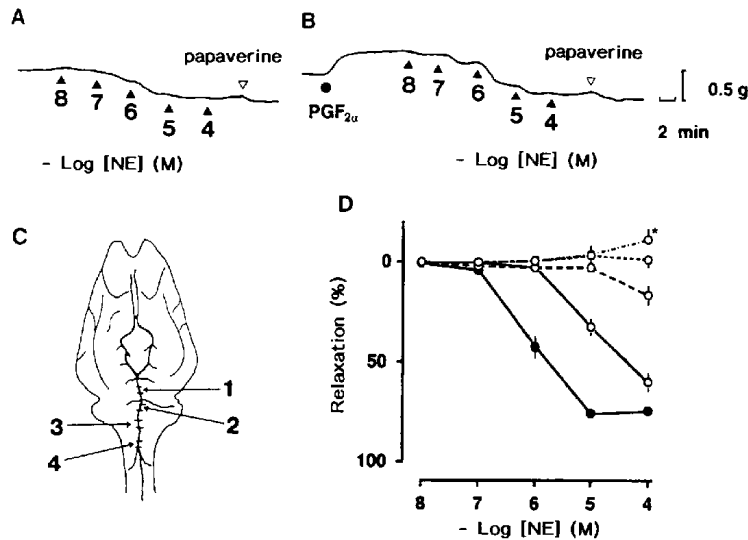 A
papaverine
8 7 6 5 4
- Log [NE] (M)
B
papaverine
PGF2α
8 7 6 5 4
0.5 g
2 min
- Log [NE] (M)
C
1
2
3
4
D
*
0
50
100
Relaxation (%)
8 7 6 5 4
- Log [NE] (M)